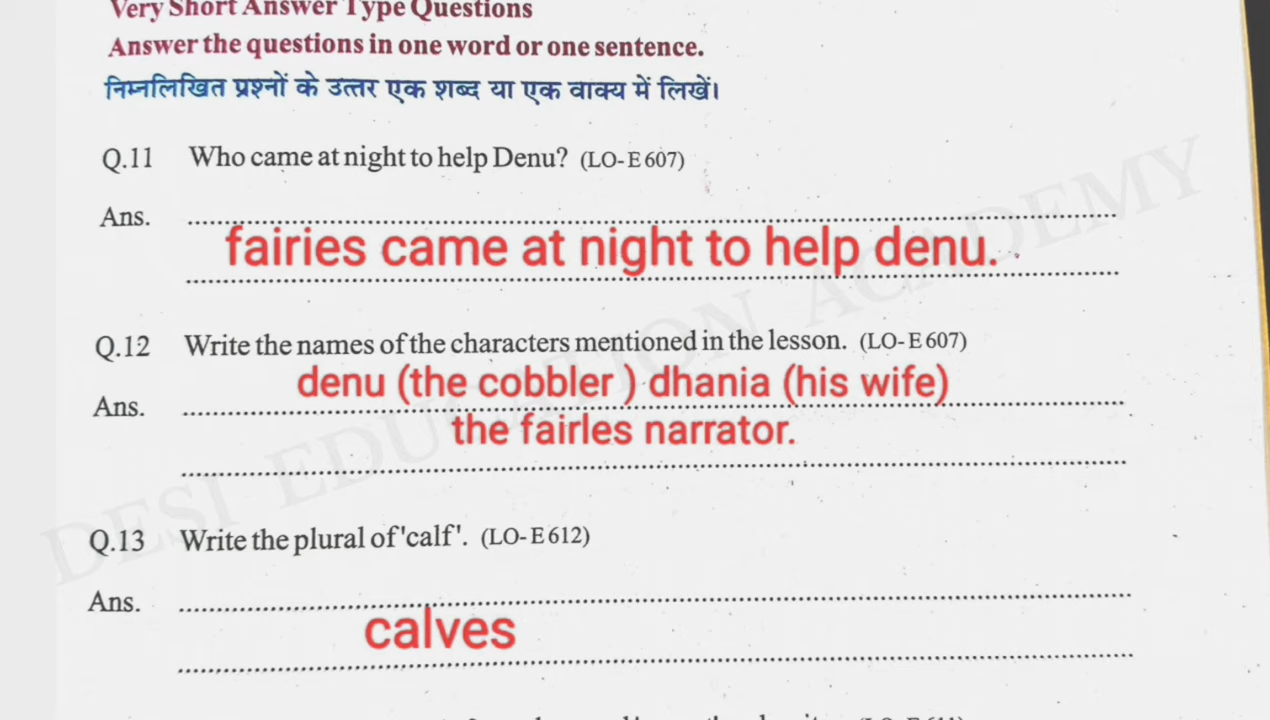 Very Short Answer Type Questions
Answer the questions in one word or one sentence.
निम्नलिखित प्रश्नों के उत्तर एक शब्द या एक वाक्य में लिखें।
Q.11 Who came at night to help Denu? (LO-E607)
Ans.
fairies came at night to help denu.
Q.12 Write the names of the characters mentioned in the lesson. (LO-E607)
denu (the cobbler ) dhania (his wife)
Ans.
the fairles narrator.
Q.13 Write the plural of 'calf'. (LO-E612)
Ans.
calves
DESI EDUCATION ACADEMY